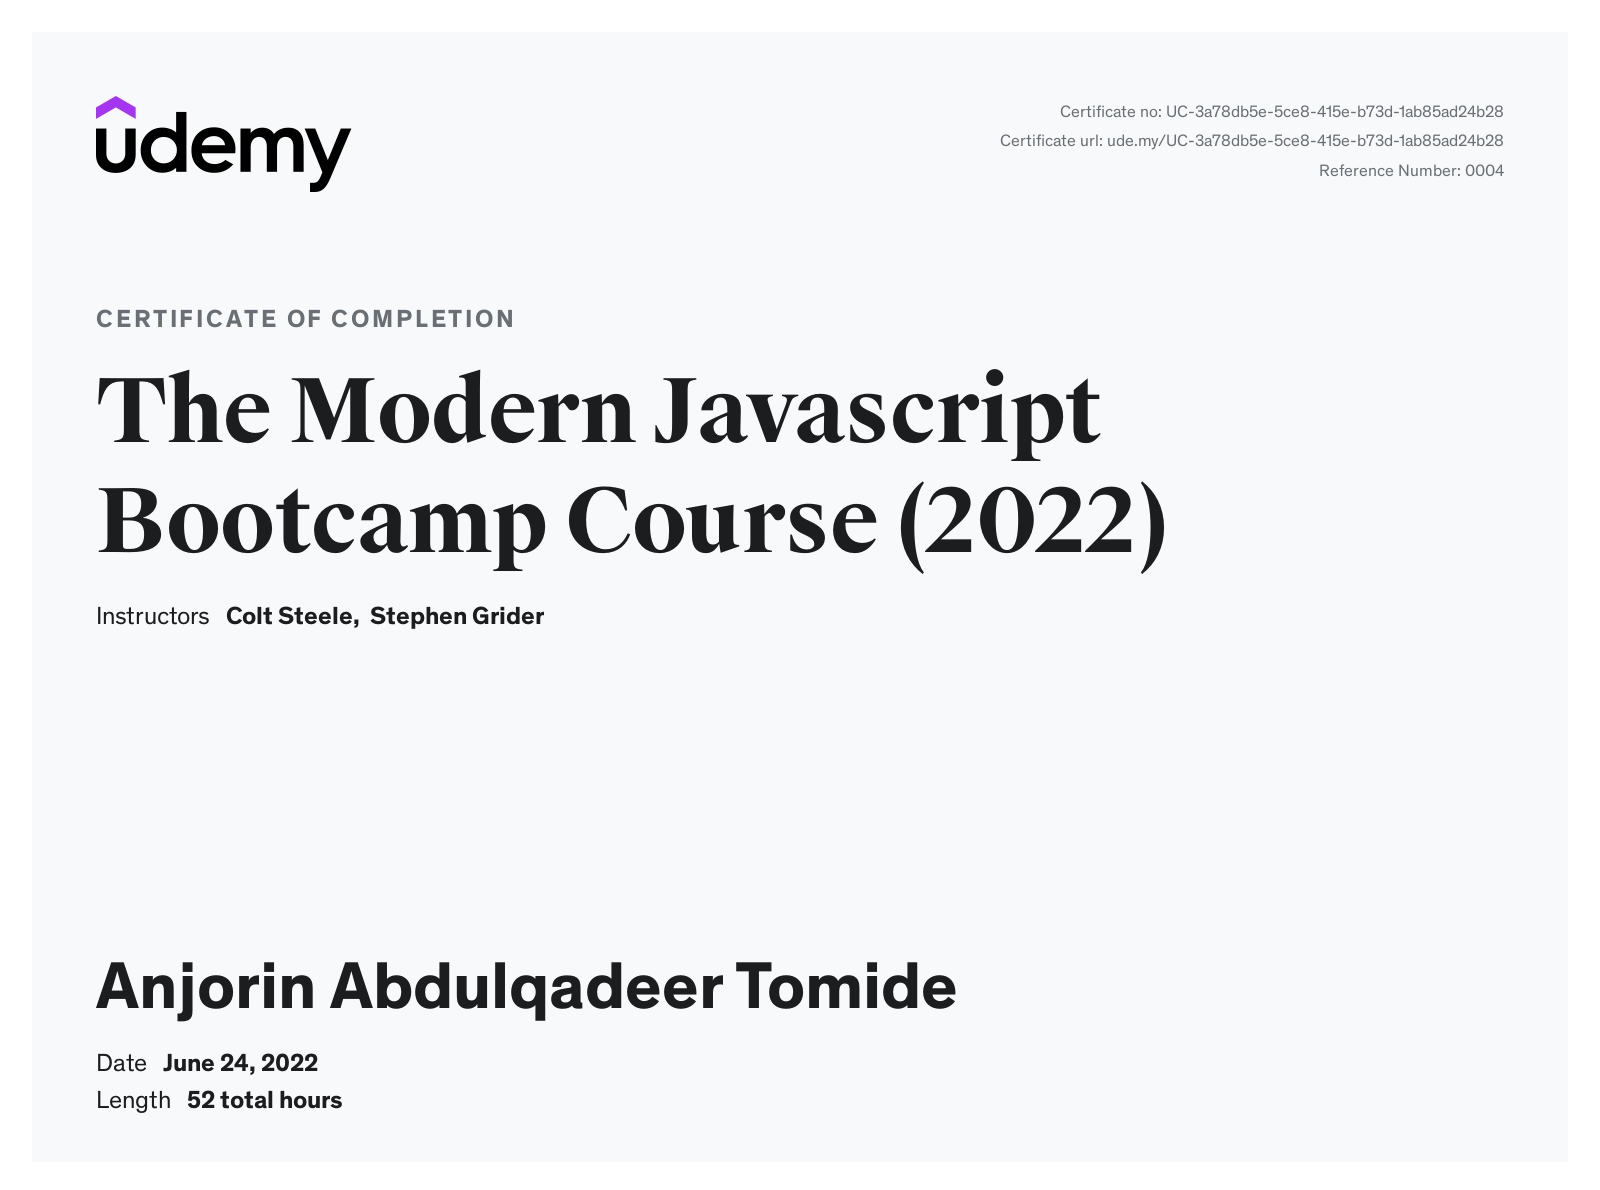 udemy
Certificate no: UC-3a78db5e-5ce8-415e-b73d-1ab85ad24b28
Certificate url: ude.my/UC-3a78db5e-5ce8-415e-b73d-1ab85ad24b28
Reference Number: 0004
CERTIFICATE OF COMPLETION
The Modern Javascript
Bootcamp Course (2022)
Instructors Colt Steele, Stephen Grider
Anjorin Abdulqadeer Tomide
Date June 24, 2022
Length 52 total hours